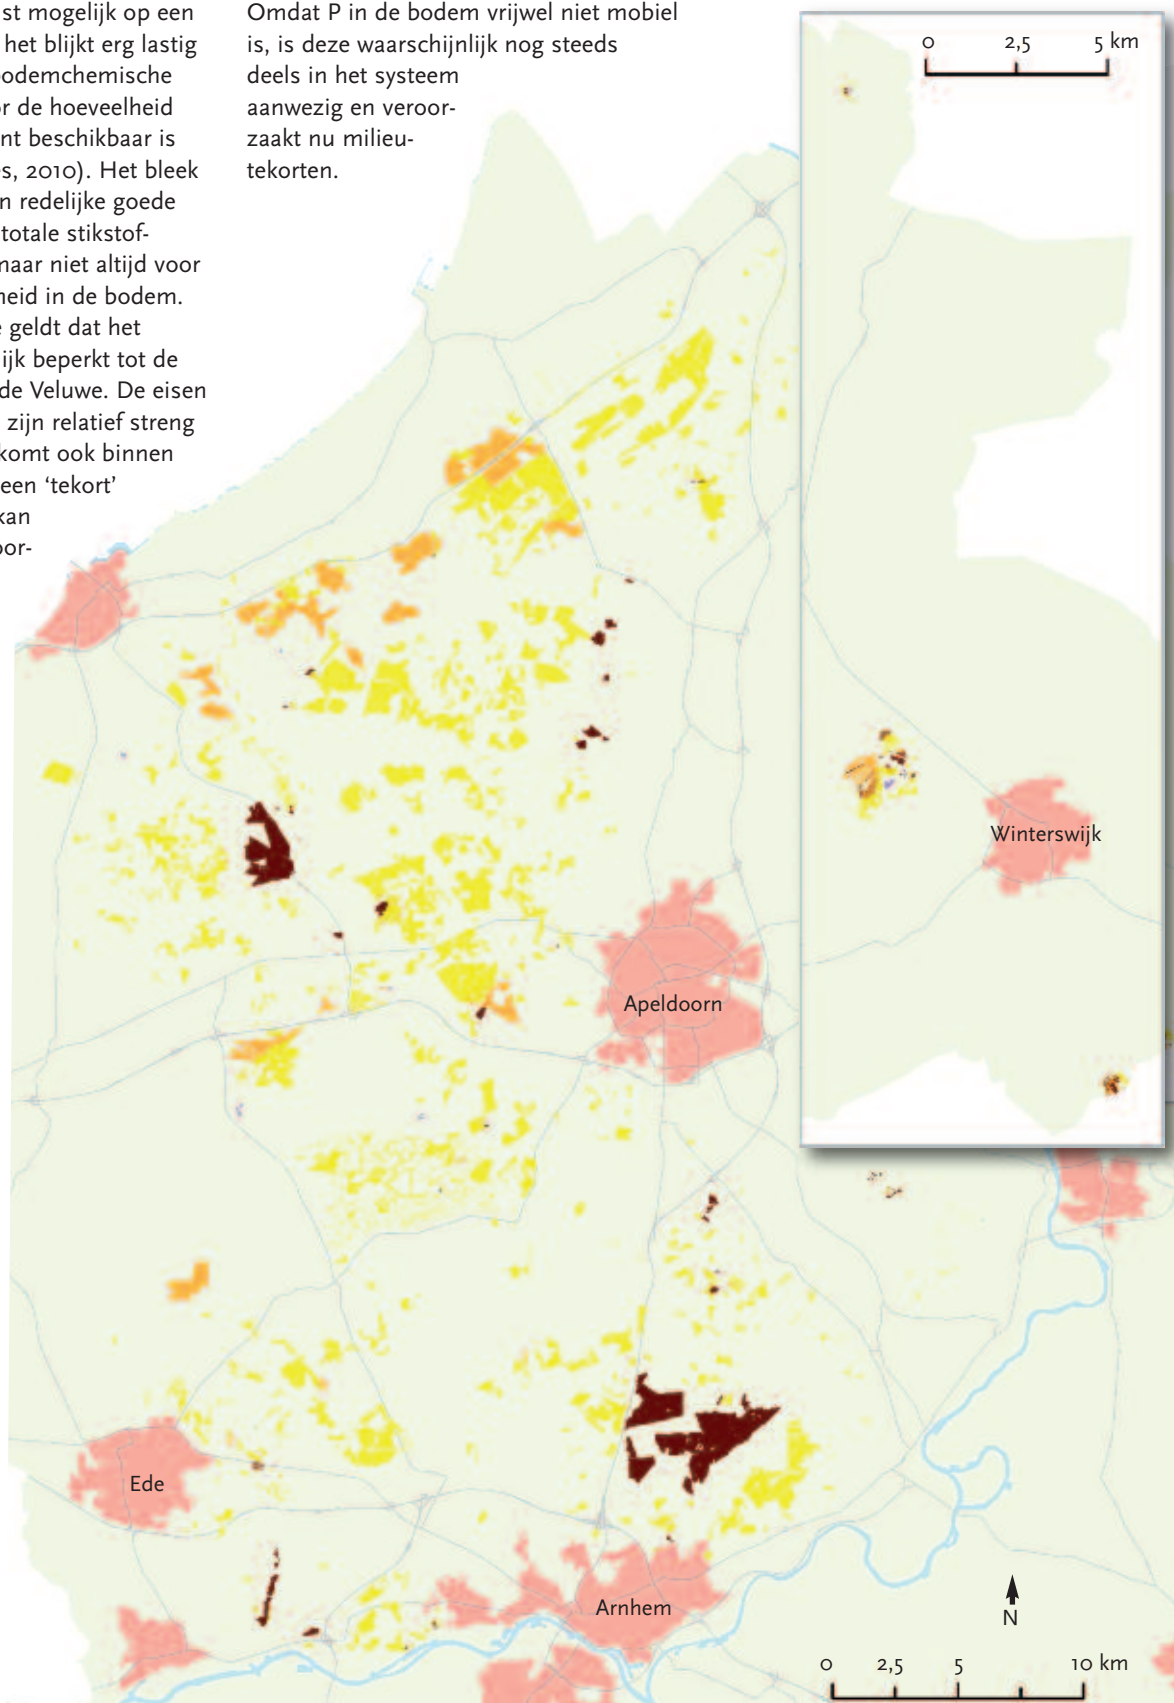 st mogelijk op een
het blijkt erg lastig
odemchemische
r de hoeveelheid
nt beschikbaar is
es, 2010). Het bleek
n redelijke goede
totale stikstof-
naar niet altijd voor
heid in de bodem.
e geldt dat het
ijk beperkt tot de
de Veluwe. De eisen
zijn relatief streng
komt ook binnen
een ‘tekort’
kan
oor-
Omdat P in de bodem vrijwel niet mobiel
is, is deze waarschijnlijk nog steeds
deels in het systeem
aanwezig en veroor-
zaakt nu milieu-
tekorten.
0 2,5 5 km
Winterswijk
Apeldoorn
Ede
Arnhem
N
0 2,5 5 10 km